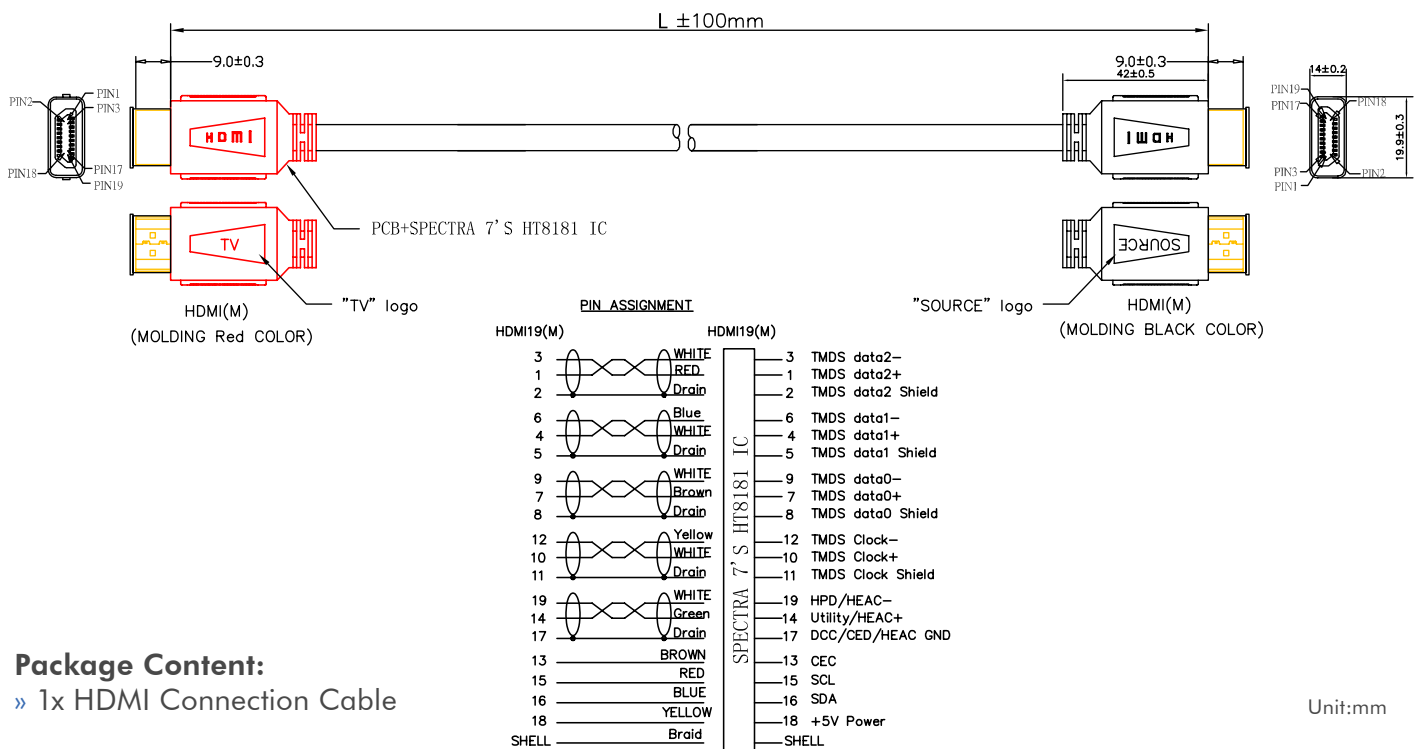 L ±100mm
9.0±0.3
9.0±0.3
42±0.5
14±0.2
19.9±0.3
PIN2
PIN1
PIN3
PIN18
PIN17
PIN19
HDMI
HDMI
PIN19
PIN17
PIN18
PIN3
PIN1
PIN2
PCB+SPECTRA 7'S HT8181 IC
TV
SOURCE
"TV" logo
"SOURCE" logo
HDMI(M)
(MOLDING Red COLOR)
HDMI(M)
(MOLDING BLACK COLOR)
PIN ASSIGNMENT
HDMI19(M) HDMI19(M)
SPECTRA 7'S HT8181 IC
3 WHITE 3 TMDS data2-
1 RED 1 TMDS data2+
2 Drain 2 TMDS data2 Shield
6 Blue 6 TMDS data1-
4 WHITE 4 TMDS data1+
5 Drain 5 TMDS data1 Shield
9 WHITE 9 TMDS data0-
7 Brown 7 TMDS data0+
8 Drain 8 TMDS data0 Shield
12 Yellow 12 TMDS Clock-
10 WHITE 10 TMDS Clock+
11 Drain 11 TMDS Clock Shield
19 WHITE 19 HPD/HEAC-
14 Green 14 Utility/HEAC+
17 Drain 17 DCC/CED/HEAC GND
13 BROWN 13 CEC
15 RED 15 SCL
16 BLUE 16 SDA
18 YELLOW 18 +5V Power
SHELL Braid SHELL
Package Content:
» 1x HDMI Connection Cable
Unit:mm